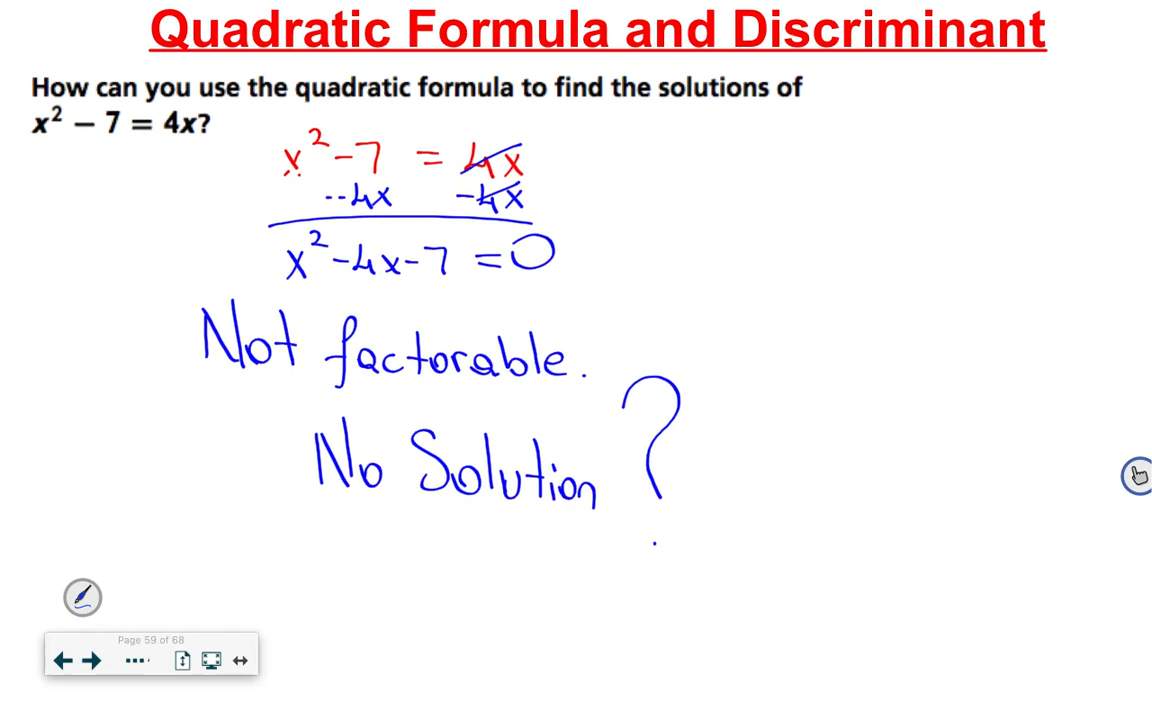 Quadratic Formula and Discriminant
How can you use the quadratic formula to find the solutions of
x² − 7 = 4x?
x² - 7 = 4x
--4x -4x
x² - 4x - 7 = 0
Not factorable.
No Solution ?
Page 59 of 68